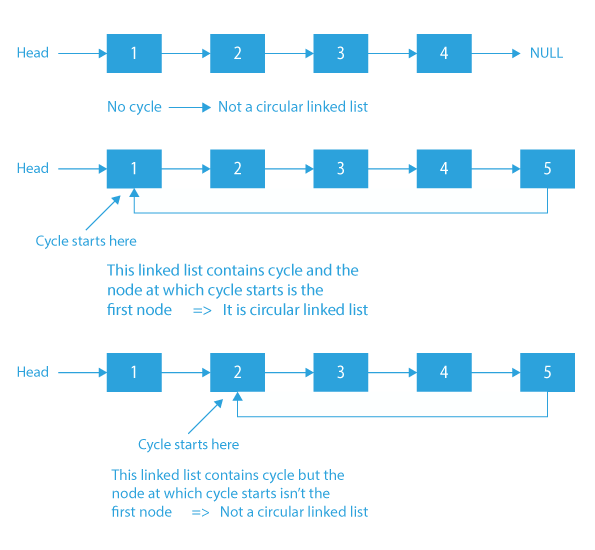 Head 1 2 3 4 NULL
No cycle Not a circular linked list
Head 1 2 3 4 5
Cycle starts here
This linked list contains cycle and the
node at which cycle starts is the
first node => It is circular linked list
Head 1 2 3 4 5
Cycle starts here
This linked list contains cycle but the
node at which cycle starts isn't the
first node => Not a circular linked list